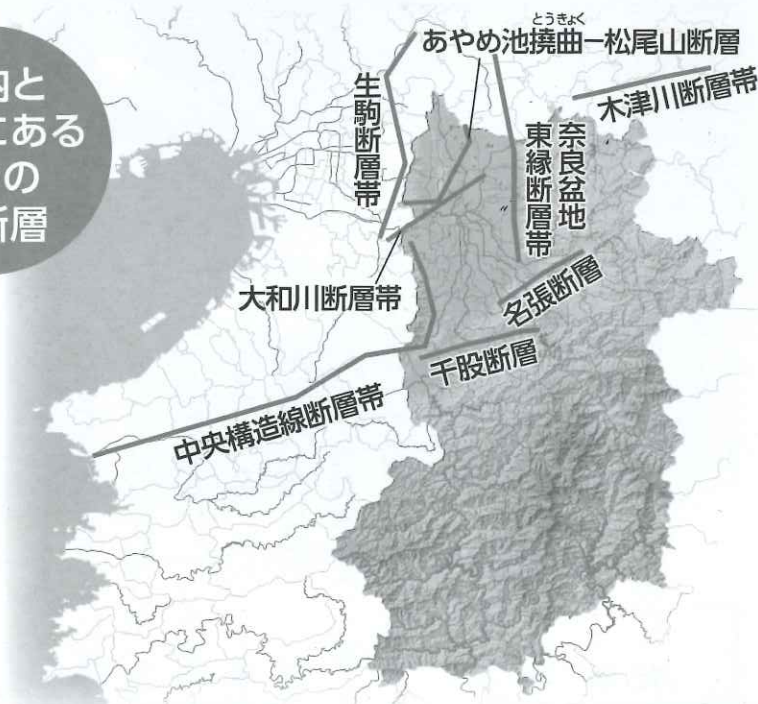 内と
にある
の
断層
とうきょく
あやめ池撓曲ー松尾山断層
生駒断層帯
木津川断層帯
奈良盆地
東縁断層帯
大和川断層帯
名張断層
千股断層
中央構造線断層帯